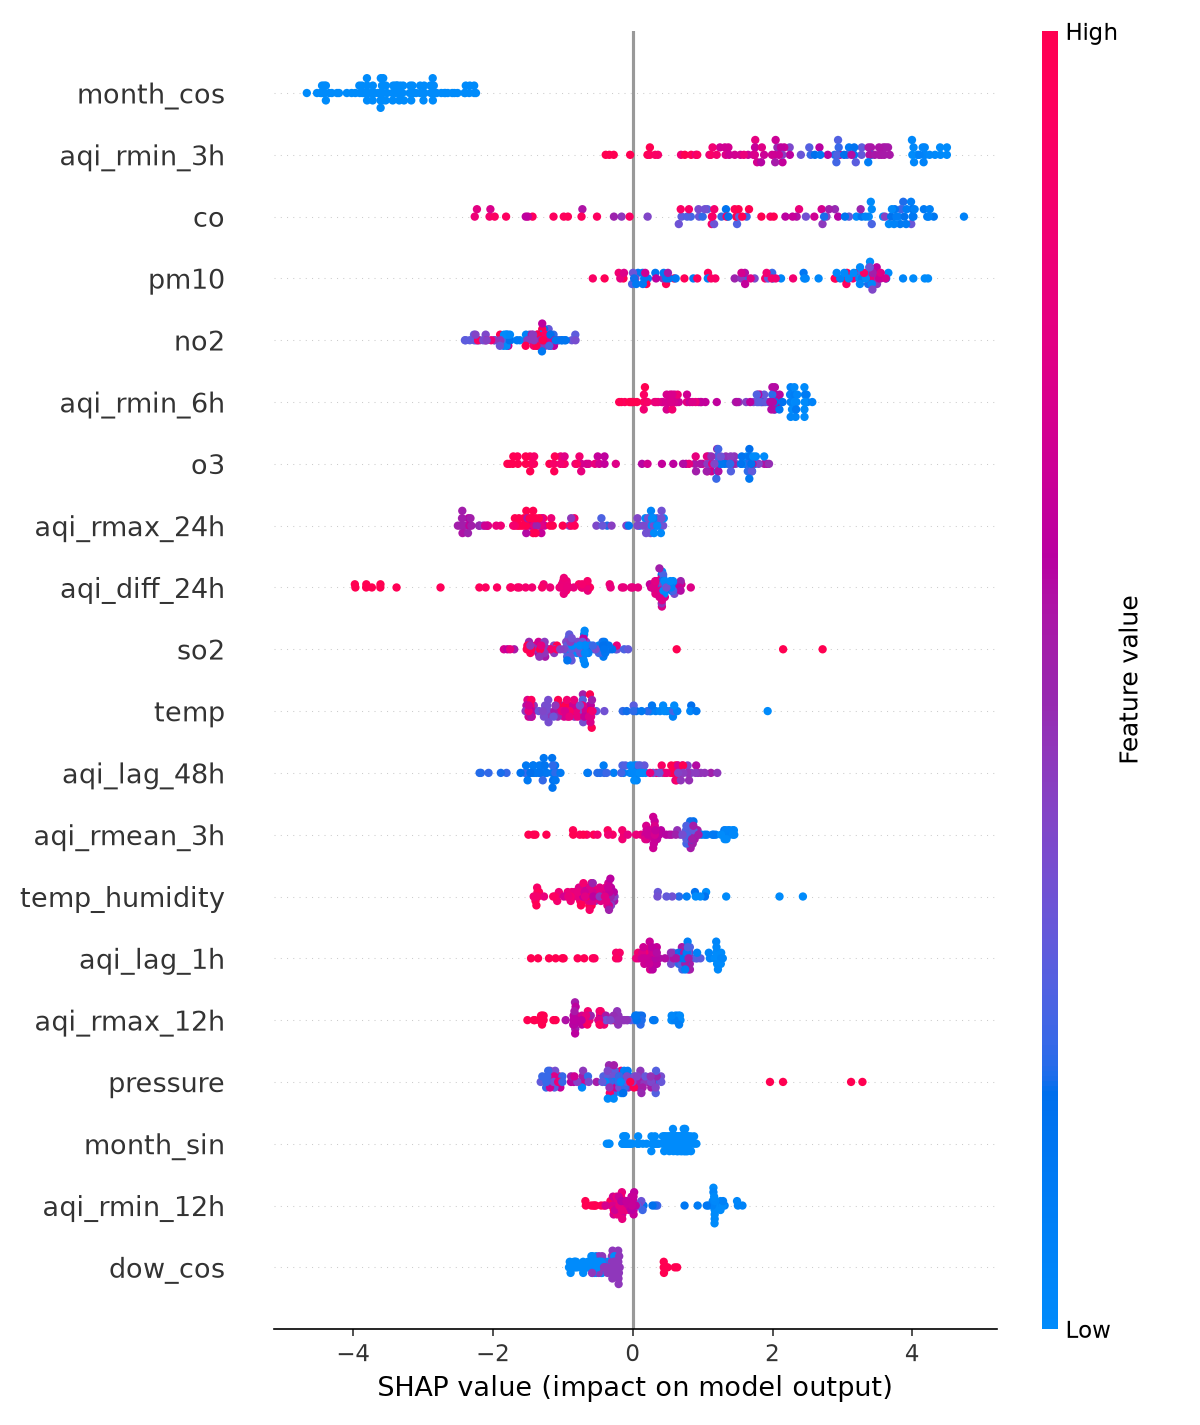 High
month_cos
aqi_rmin_3h
co
pm10
no2
aqi_rmin_6h
o3
aqi_rmax_24h
aqi_diff_24h
so2
temp
aqi_lag_48h
aqi_rmean_3h
temp_humidity
aqi_lag_1h
aqi_rmax_12h
pressure
month_sin
aqi_rmin_12h
dow_cos
Feature value
Low
−4 −2 0 2 4
SHAP value (impact on model output)